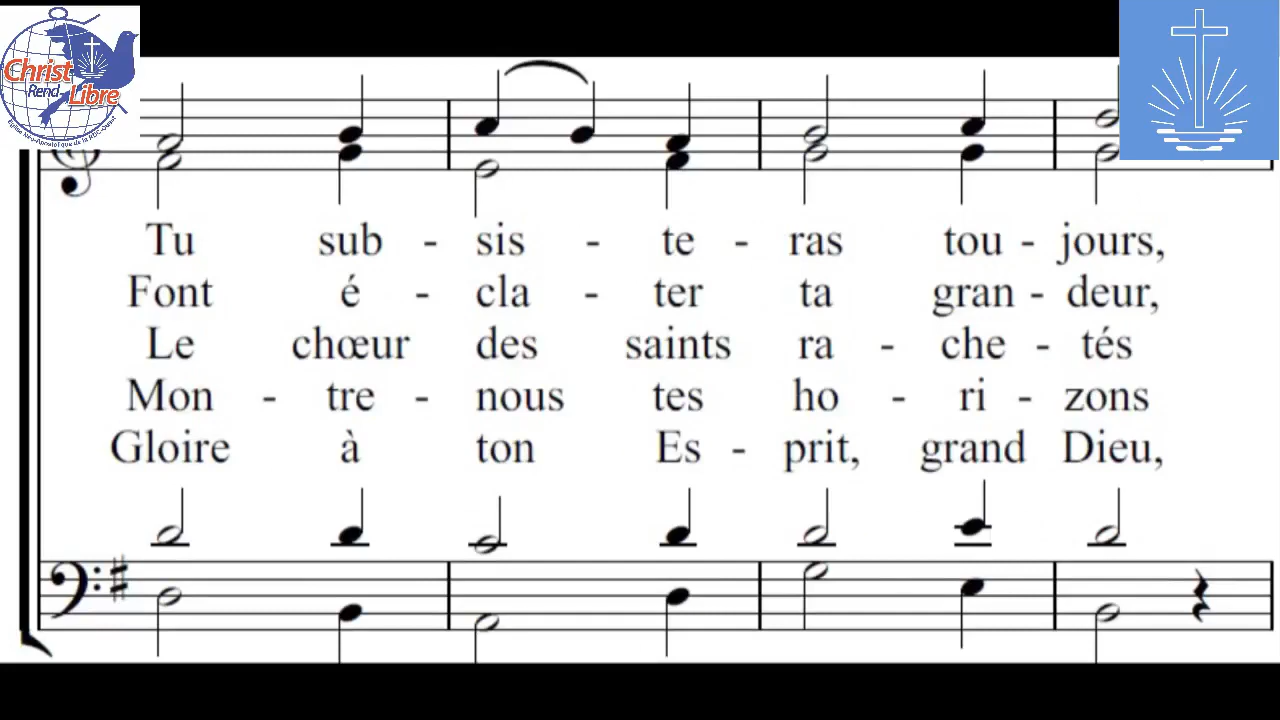 Christ
Rend-
Libre
Tu sub - sis - te - ras tou - jours,
Font é - cla - ter ta gran - deur,
Le chœur des saints ra - che - tés
Mon - tre - nous tes ho - ri - zons
Gloire à ton Es - prit, grand Dieu,